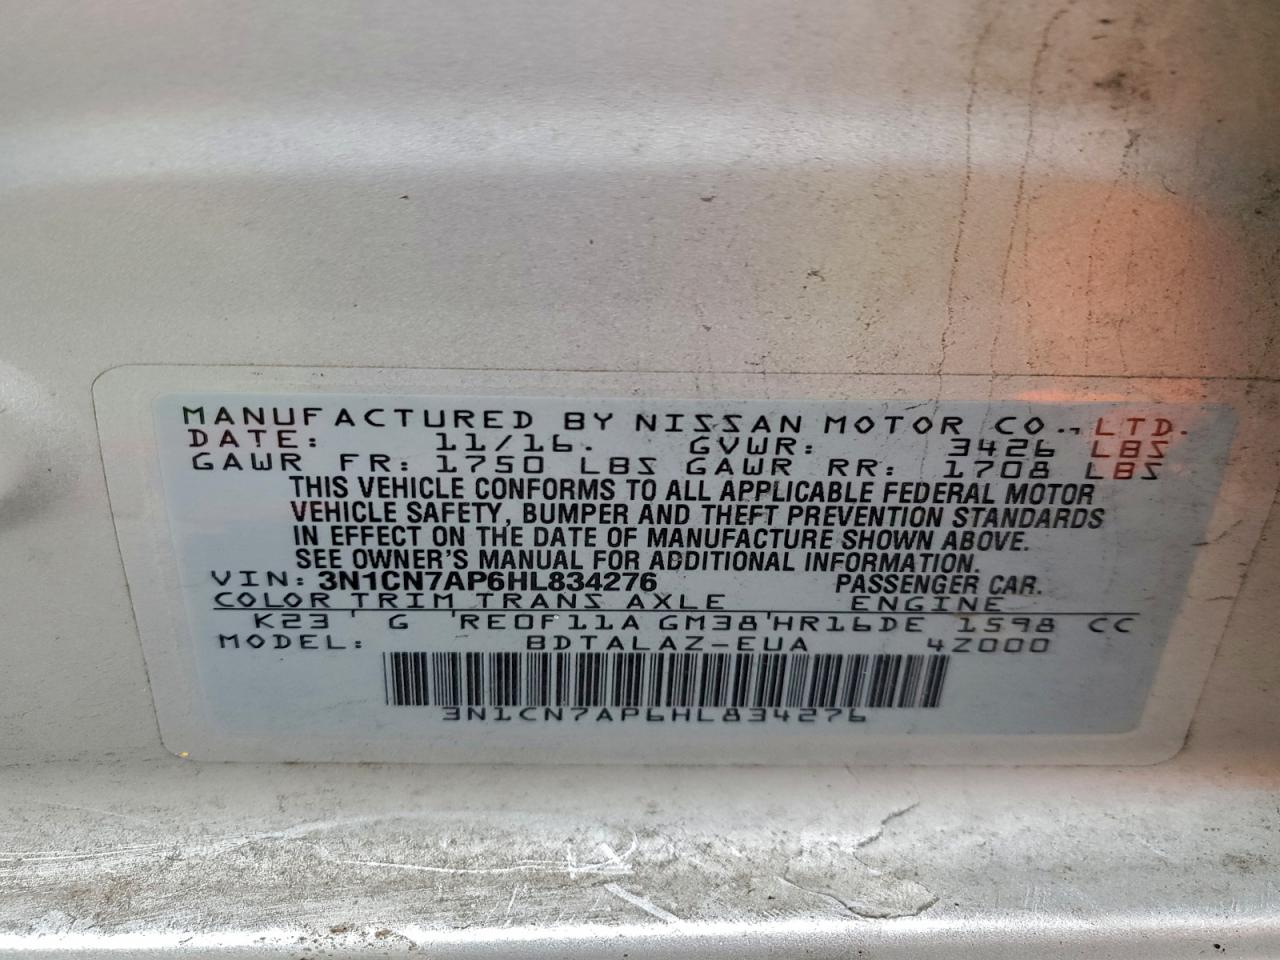 MANUFACTURED BY NISSAN MOTOR CO., LTD.
DATE: 11/16. GVWR: 3426 LBS
GAWR FR: 1750 LBS GAWR RR: 1708 LBS
THIS VEHICLE CONFORMS TO ALL APPLICABLE FEDERAL MOTOR
VEHICLE SAFETY, BUMPER AND THEFT PREVENTION STANDARDS
IN EFFECT ON THE DATE OF MANUFACTURE SHOWN ABOVE.
SEE OWNER'S MANUAL FOR ADDITIONAL INFORMATION.
VIN: 3N1CN7AP6HL834276 PASSENGER CAR.
COLOR TRIM TRANS AXLE ENGINE
K23 ' G 'RE0F11A GM38'HR16DE 1598 CC
MODEL: BDTALAZ-EUA 4Z000
3N1CN7AP6HL834276